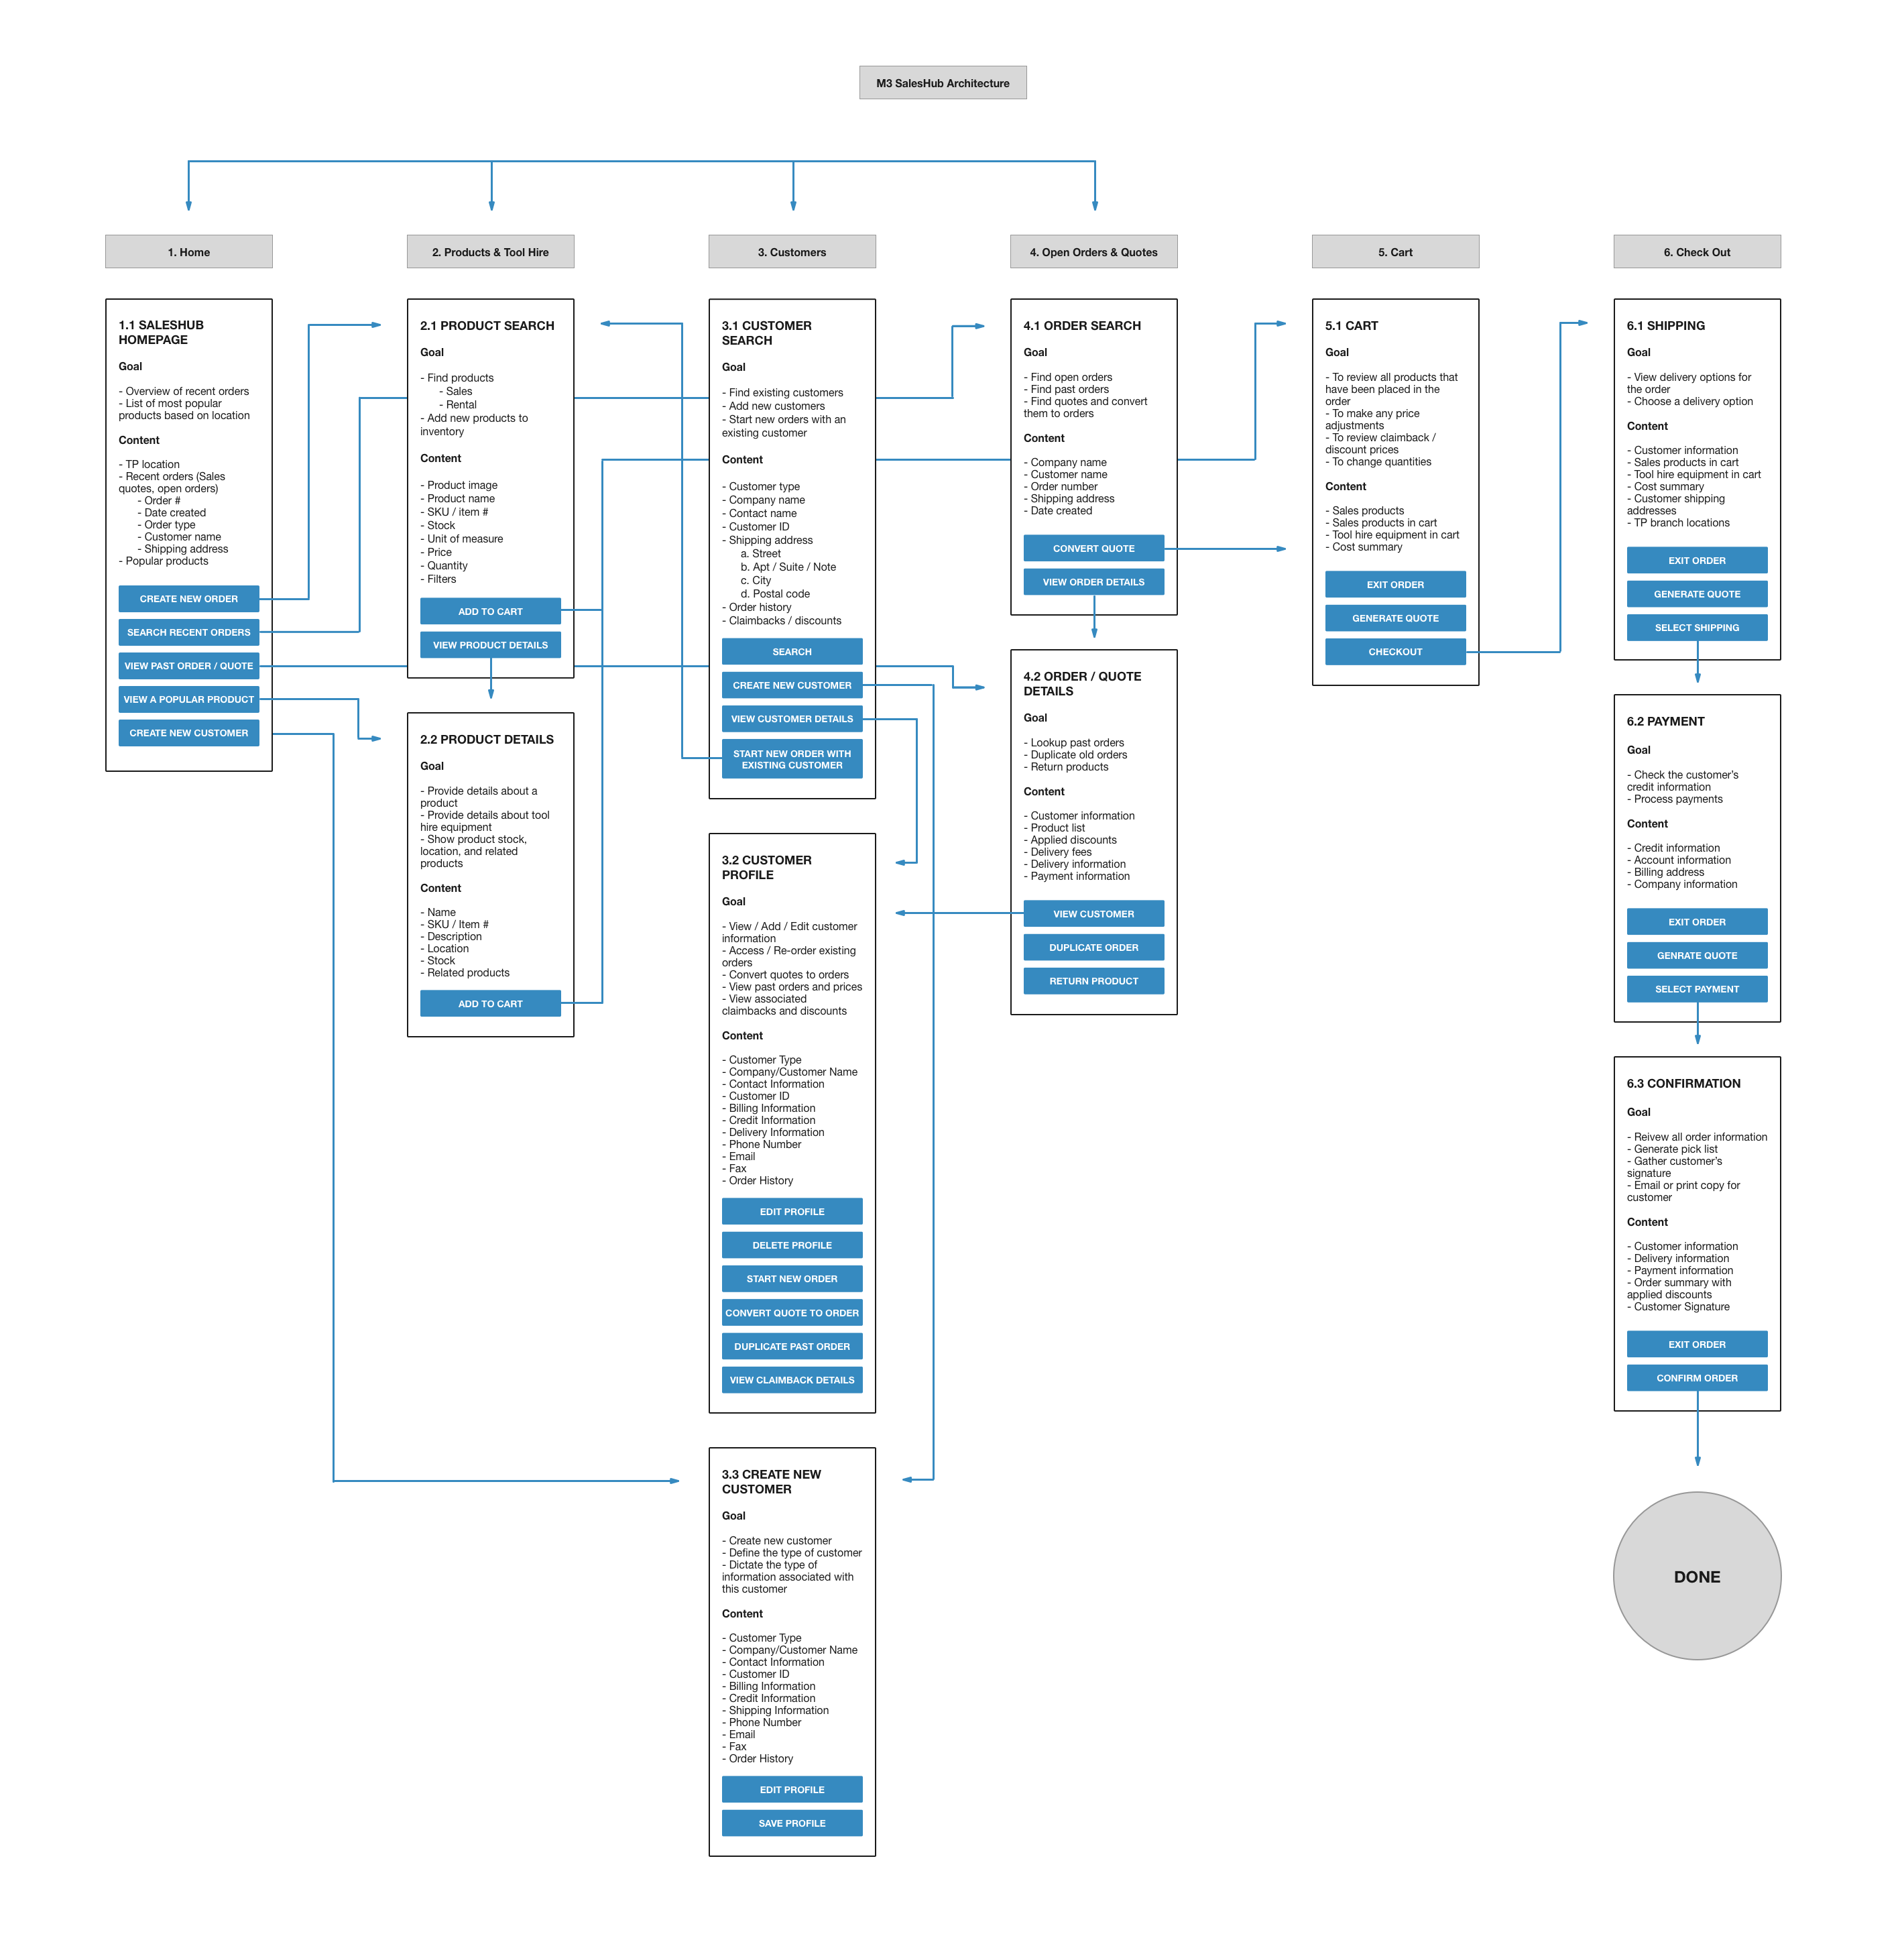 M3 SalesHub Architecture
1. Home
2. Products & Tool Hire
3. Customers
4. Open Orders & Quotes
5. Cart
6. Check Out
1.1 SALESHUB
HOMEPAGE
Goal
- Overview of recent orders
- List of most popular
products based on location
Content
- TP location
- Recent orders (Sales
quotes, open orders)
- Order #
- Date created
- Order type
- Customer name
- Shipping address
- Popular products
CREATE NEW ORDER
SEARCH RECENT ORDERS
VIEW PAST ORDER / QUOTE
VIEW A POPULAR PRODUCT
CREATE NEW CUSTOMER
2.1 PRODUCT SEARCH
Goal
- Find products
- Sales
- Rental
- Add new products to
inventory
Content
- Product image
- Product name
- SKU / item #
- Stock
- Unit of measure
- Price
- Quantity
- Filters
ADD TO CART
VIEW PRODUCT DETAILS
2.2 PRODUCT DETAILS
Goal
- Provide details about a
product
- Provide details about tool
hire equipment
- Show product stock,
location, and related
products
Content
- Name
- SKU / Item #
- Description
- Location
- Stock
- Related products
ADD TO CART
3.1 CUSTOMER
SEARCH
Goal
- Find existing customers
- Add new customers
- Start new orders with an
existing customer
Content
- Customer type
- Company name
- Contact name
- Customer ID
- Shipping address
a. Street
b. Apt / Suite / Note
c. City
d. Postal code
- Order history
- Claimbacks / discounts
SEARCH
CREATE NEW CUSTOMER
VIEW CUSTOMER DETAILS
START NEW ORDER WITH
EXISTING CUSTOMER
3.2 CUSTOMER
PROFILE
Goal
- View / Add / Edit customer
information
- Access / Re-order existing
orders
- Convert quotes to orders
- View past orders and prices
- View associated
claimbacks and discounts
Content
- Customer Type
- Company/Customer Name
- Contact Information
- Customer ID
- Billing Information
- Credit Information
- Delivery Information
- Phone Number
- Email
- Fax
- Order History
EDIT PROFILE
DELETE PROFILE
START NEW ORDER
CONVERT QUOTE TO ORDER
DUPLICATE PAST ORDER
VIEW CLAIMBACK DETAILS
3.3 CREATE NEW
CUSTOMER
Goal
- Create new customer
- Define the type of customer
- Dictate the type of
information associated with
this customer
Content
- Customer Type
- Company/Customer Name
- Contact Information
- Customer ID
- Billing Information
- Credit Information
- Shipping Information
- Phone Number
- Email
- Fax
- Order History
EDIT PROFILE
SAVE PROFILE
4.1 ORDER SEARCH
Goal
- Find open orders
- Find past orders
- Find quotes and convert
them to orders
Content
- Company name
- Customer name
- Order number
- Shipping address
- Date created
CONVERT QUOTE
VIEW ORDER DETAILS
4.2 ORDER / QUOTE
DETAILS
Goal
- Lookup past orders
- Duplicate old orders
- Return products
Content
- Customer information
- Product list
- Applied discounts
- Delivery fees
- Delivery information
- Payment information
VIEW CUSTOMER
DUPLICATE ORDER
RETURN PRODUCT
5.1 CART
Goal
- To review all products that
have been placed in the
order
- To make any price
adjustments
- To review claimback /
discount prices
- To change quantities
Content
- Sales products
- Sales products in cart
- Tool hire equipment in cart
- Cost summary
EXIT ORDER
GENERATE QUOTE
CHECKOUT
6.1 SHIPPING
Goal
- View delivery options for
the order
- Choose a delivery option
Content
- Customer information
- Sales products in cart
- Tool hire equipment in cart
- Cost summary
- Customer shipping
addresses
- TP branch locations
EXIT ORDER
GENERATE QUOTE
SELECT SHIPPING
6.2 PAYMENT
Goal
- Check the customer's
credit information
- Process payments
Content
- Credit information
- Account information
- Billing address
- Company information
EXIT ORDER
GENRATE QUOTE
SELECT PAYMENT
6.3 CONFIRMATION
Goal
- Reivew all order information
- Generate pick list
- Gather customer's
signature
- Email or print copy for
customer
Content
- Customer information
- Delivery information
- Payment information
- Order summary with
applied discounts
- Customer Signature
EXIT ORDER
CONFIRM ORDER
DONE